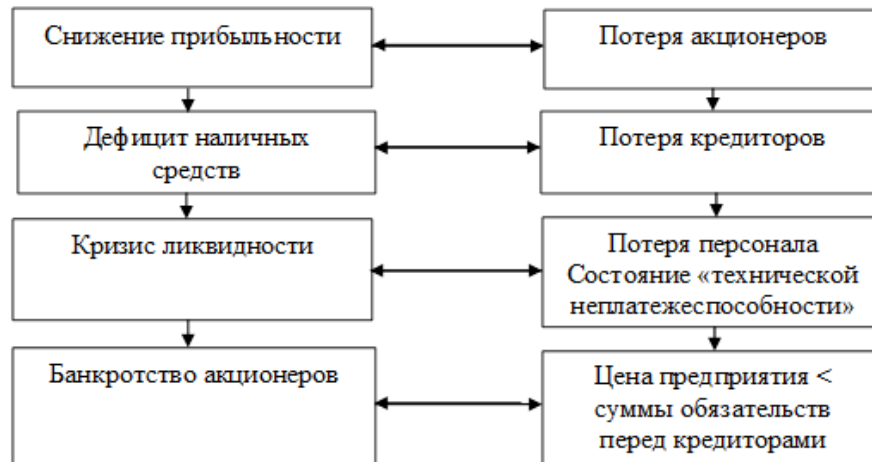 Снижение прибыльности
Потеря акционеров
Дефицит наличных
средств
Потеря кредиторов
Кризис ликвидности
Потеря персонала
Состояние «технической
неплатежеспособности»
Банкротство акционеров
Цена предприятия <
суммы обязательств
перед кредиторами